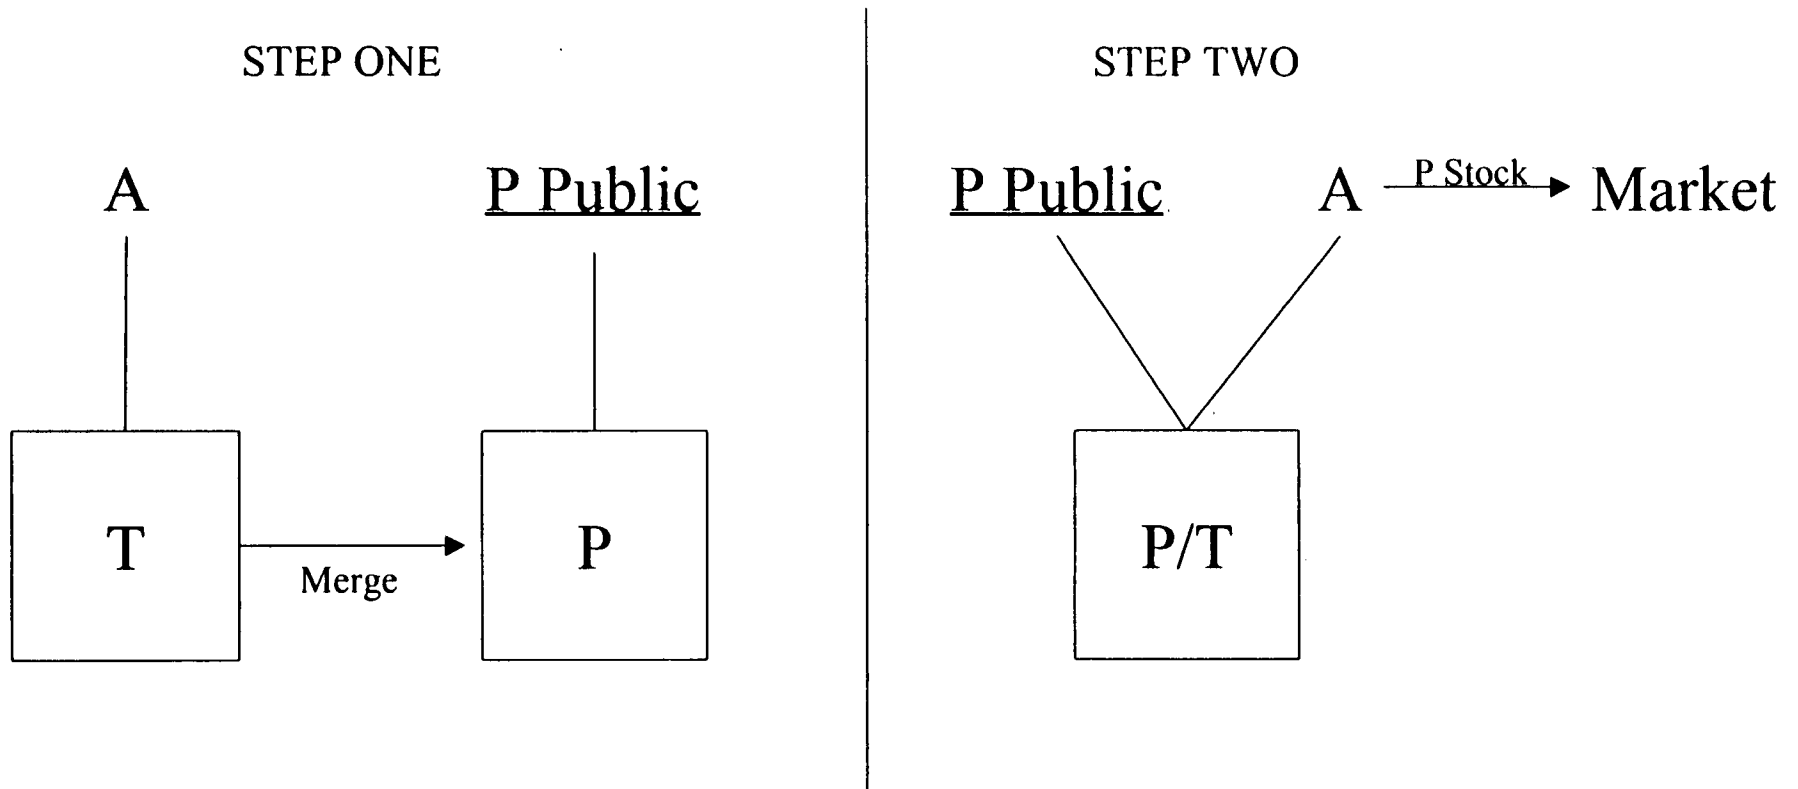 STEP ONE
A
P Public
T
Merge
P
STEP TWO
P Public
A
P Stock
Market
P/T